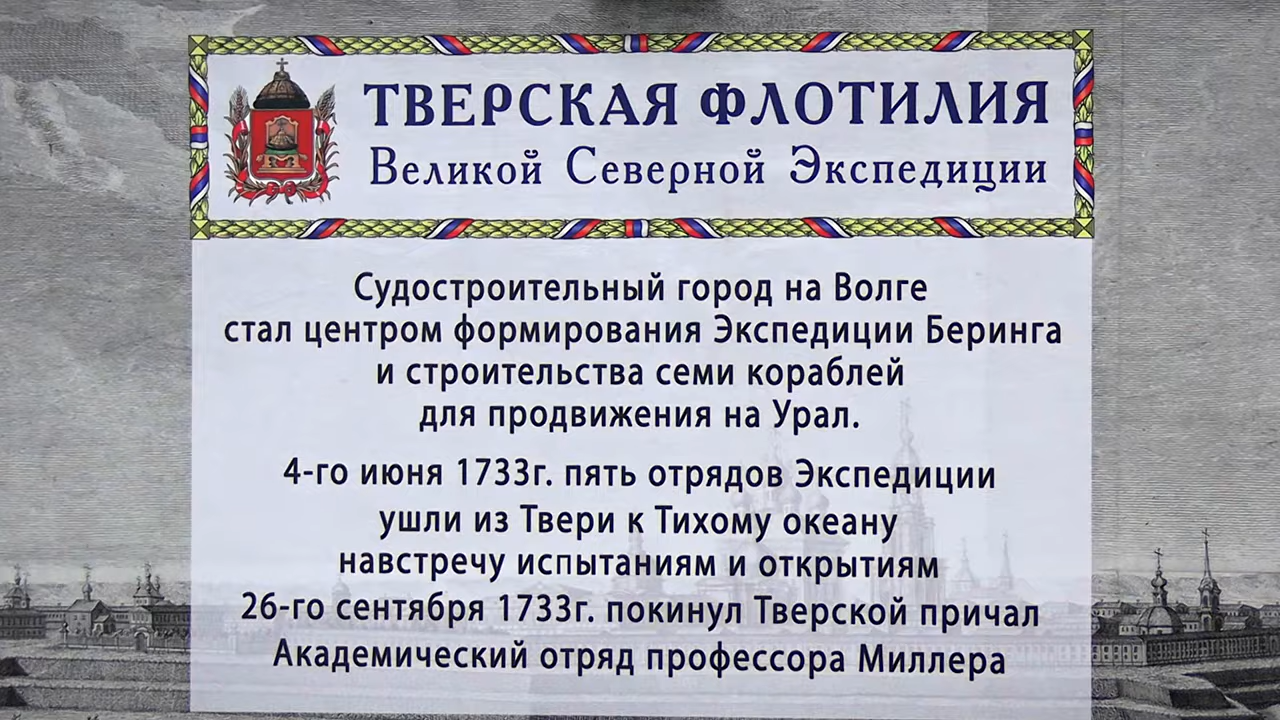 ТВЕРСКАЯ ФЛОТИЛИЯ
Великой Северной Экспедиции
Судостроительный город на Волге
стал центром формирования Экспедиции Беринга
и строительства семи кораблей
для продвижения на Урал.
4-го июня 1733г. пять отрядов Экспедиции
ушли из Твери к Тихому океану
навстречу испытаниям и открытиям
26-го сентября 1733г. покинул Тверской причал
Академический отряд профессора Миллера